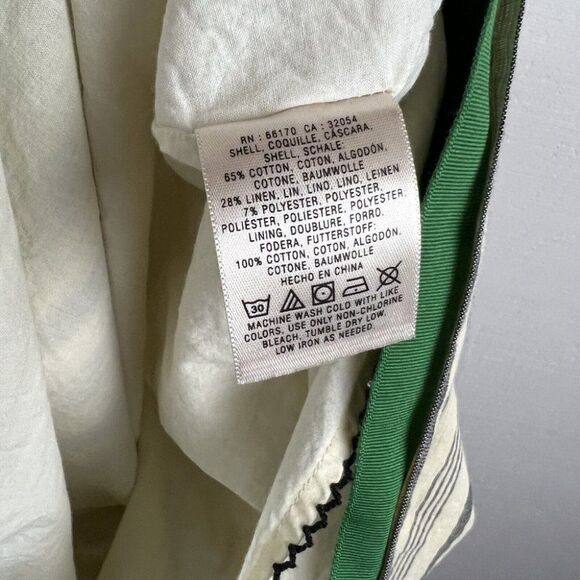 RN : 66170 CA : 32054
SHELL, COQUILLE, CÁSCARA,
SHELL, SCHALE:
65% COTTON, COTON, ALGODÓN,
COTONE, BAUMWOLLE
28% LINEN, LIN, LINO, LINO, LEINEN
7% POLYESTER, POLYESTER,
POLIÉSTER, POLIESTERE, POLYESTER.
LINING, DOUBLURE, FORRO.
FODERA, FUTTERSTOFF:
100% COTTON, COTON, ALGODÓN,
COTONE, BAUMWOLLE
HECHO EN CHINA
30
MACHINE WASH COLD WITH LIKE
COLORS. USE ONLY NON-CHLORINE
BLEACH. TUMBLE DRY LOW.
LOW IRON AS NEEDED.